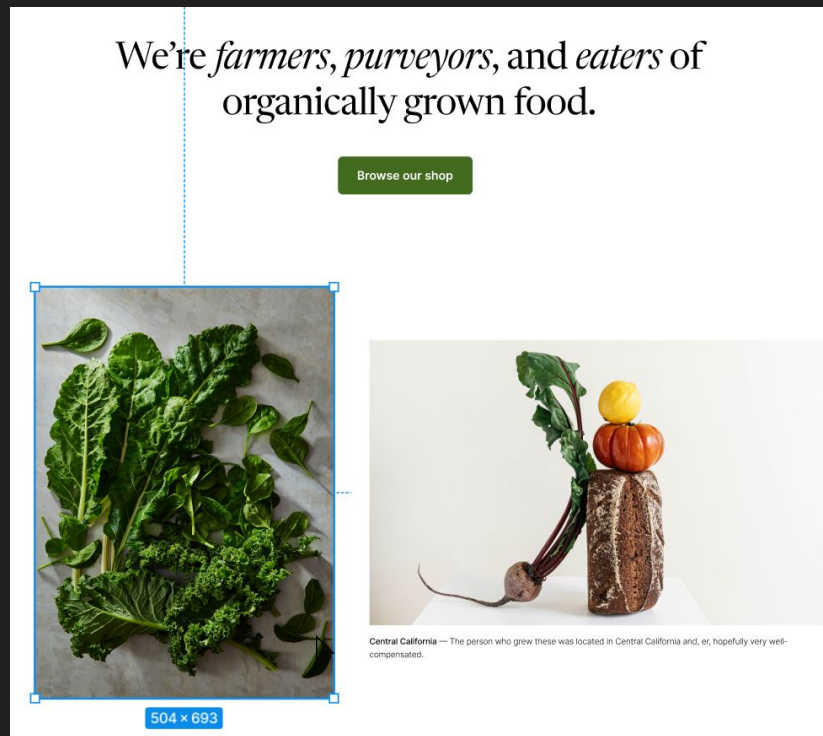 We’re farmers, purveyors, and eaters of
organically grown food.
Browse our shop
Central California — The person who grew these was located in Central California and, er, hopefully very well-
compensated.
504 × 693